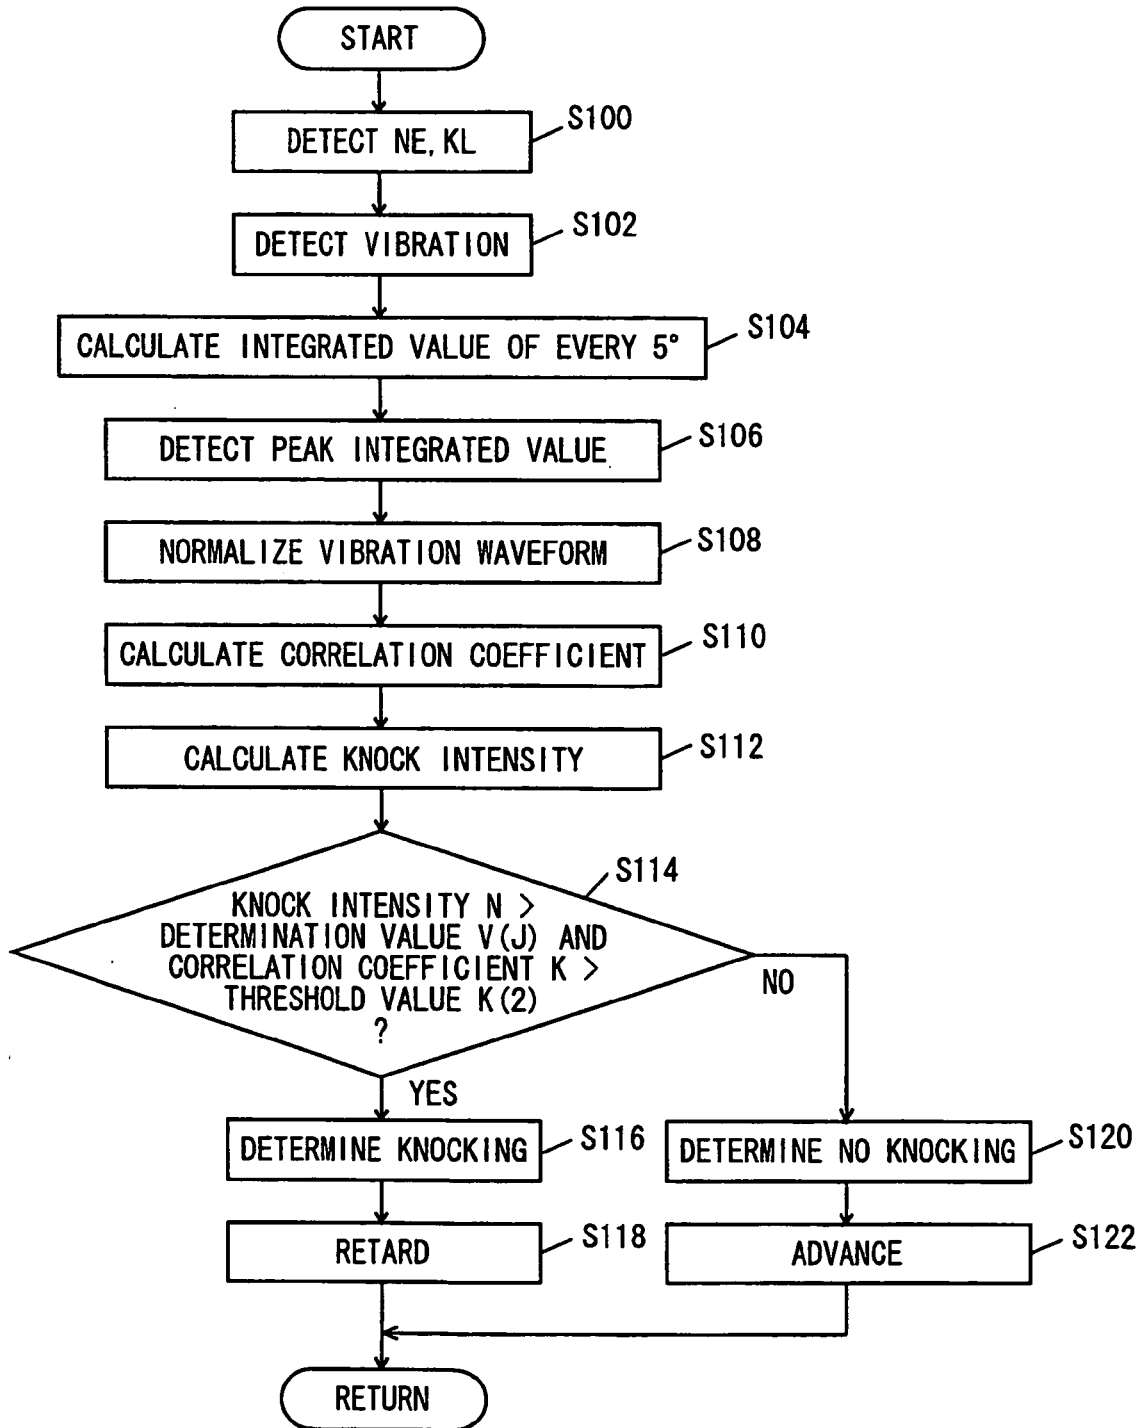 START
DETECT NE, KL
S100
DETECT VIBRATION
S102
CALCULATE INTEGRATED VALUE OF EVERY 5°
S104
DETECT PEAK INTEGRATED VALUE
S106
NORMALIZE VIBRATION WAVEFORM
S108
CALCULATE CORRELATION COEFFICIENT
S110
CALCULATE KNOCK INTENSITY
S112
S114
KNOCK INTENSITY N >
DETERMINATION VALUE V(J) AND
CORRELATION COEFFICIENT K >
THRESHOLD VALUE K(2)
?
NO
YES
DETERMINE KNOCKING
S116
DETERMINE NO KNOCKING
S120
RETARD
S118
ADVANCE
S122
RETURN